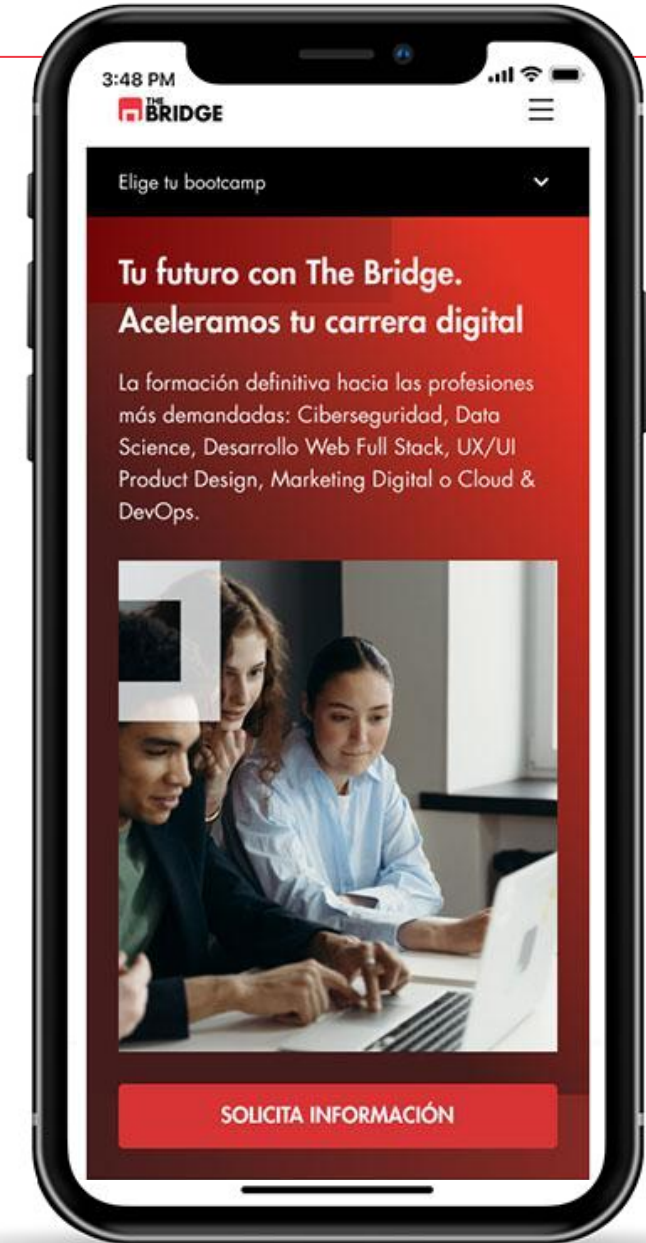 3:48 PM
THE
BRIDGE
Elige tu bootcamp
Tu futuro con The Bridge.
Aceleramos tu carrera digital
La formación definitiva hacia las profesiones
más demandadas: Ciberseguridad, Data
Science, Desarrollo Web Full Stack, UX/UI
Product Design, Marketing Digital o Cloud &
DevOps.
SOLICITA INFORMACIÓN